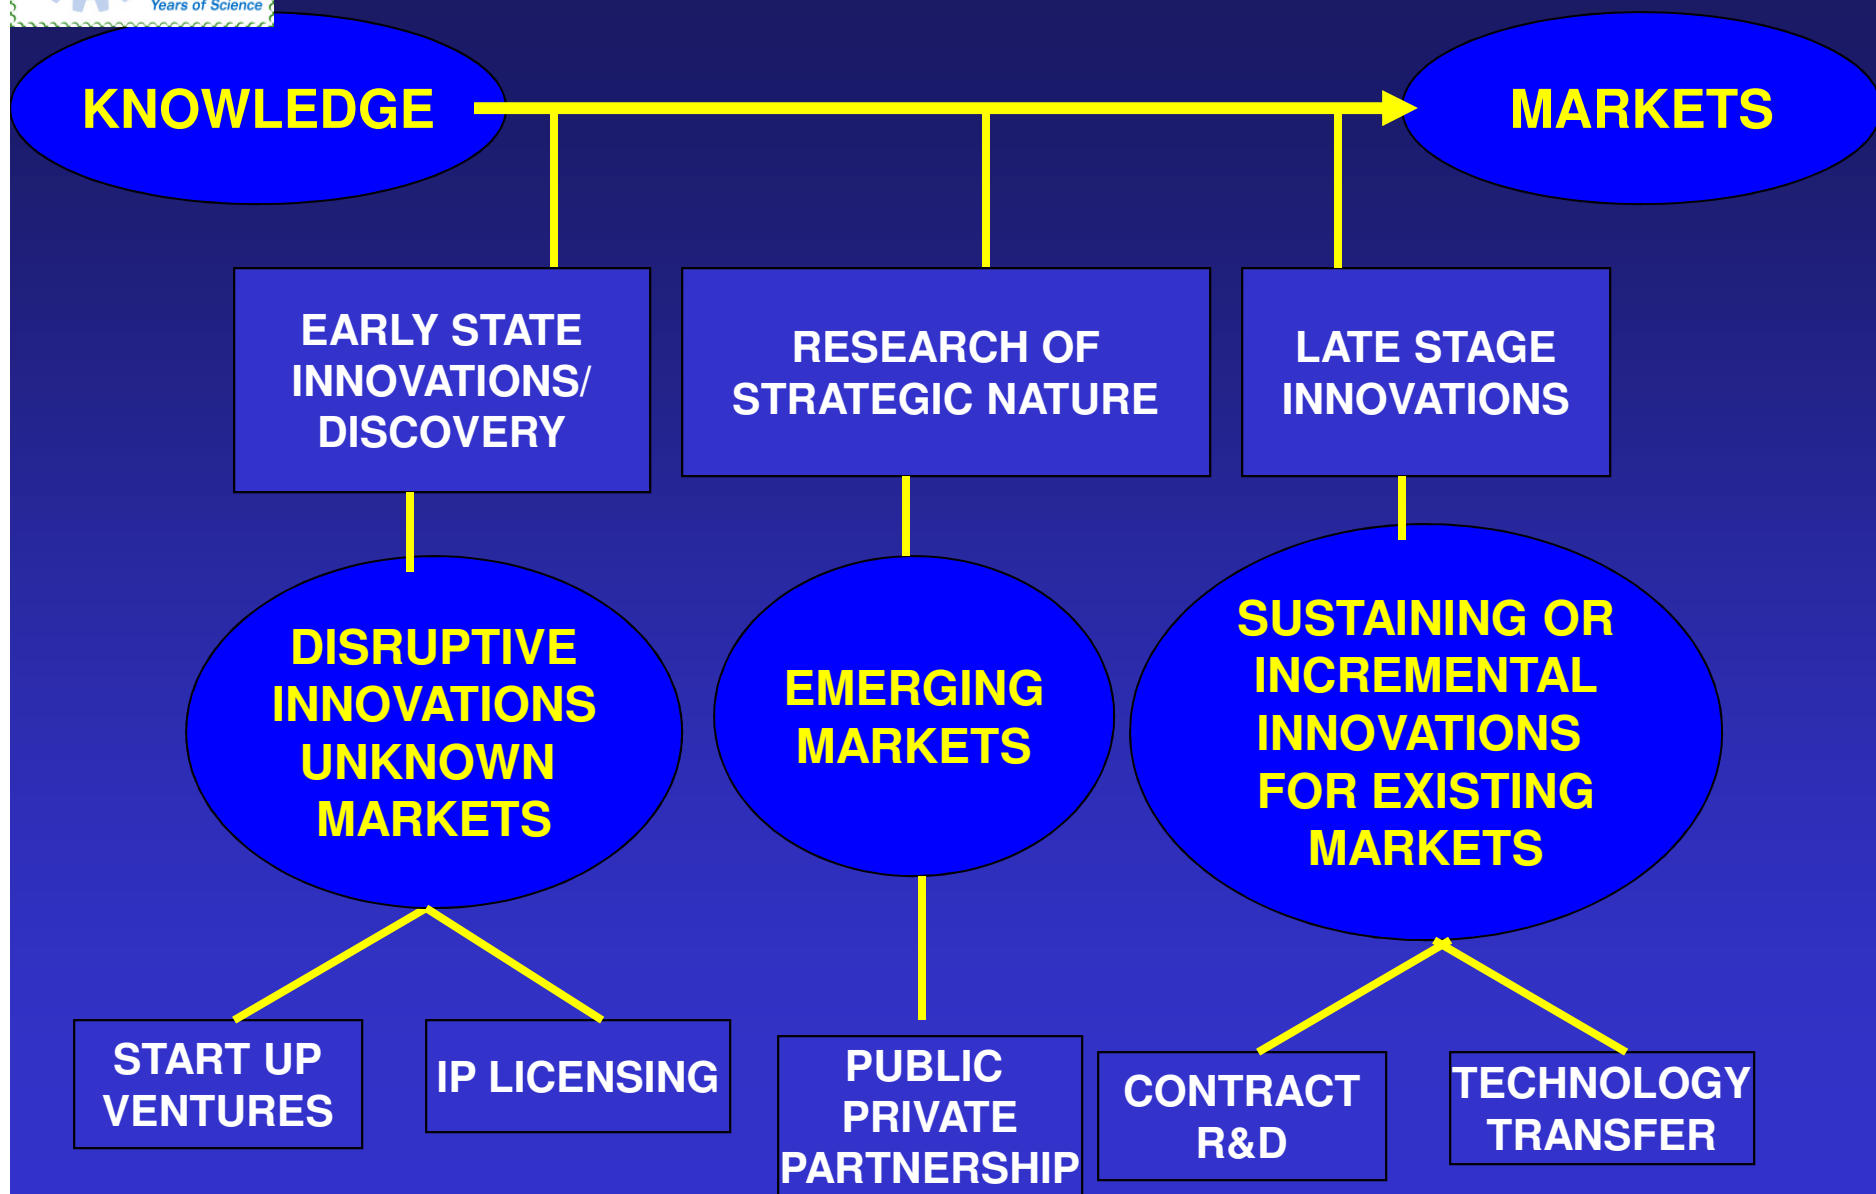 Years of Science
KNOWLEDGE
MARKETS
EARLY STATE
INNOVATIONS/
DISCOVERY
RESEARCH OF
STRATEGIC NATURE
LATE STAGE
INNOVATIONS
DISRUPTIVE
INNOVATIONS
UNKNOWN
MARKETS
EMERGING
MARKETS
SUSTAINING OR
INCREMENTAL
INNOVATIONS
FOR EXISTING
MARKETS
START UP
VENTURES
IP LICENSING
PUBLIC
PRIVATE
PARTNERSHIP
CONTRACT
R&D
TECHNOLOGY
TRANSFER